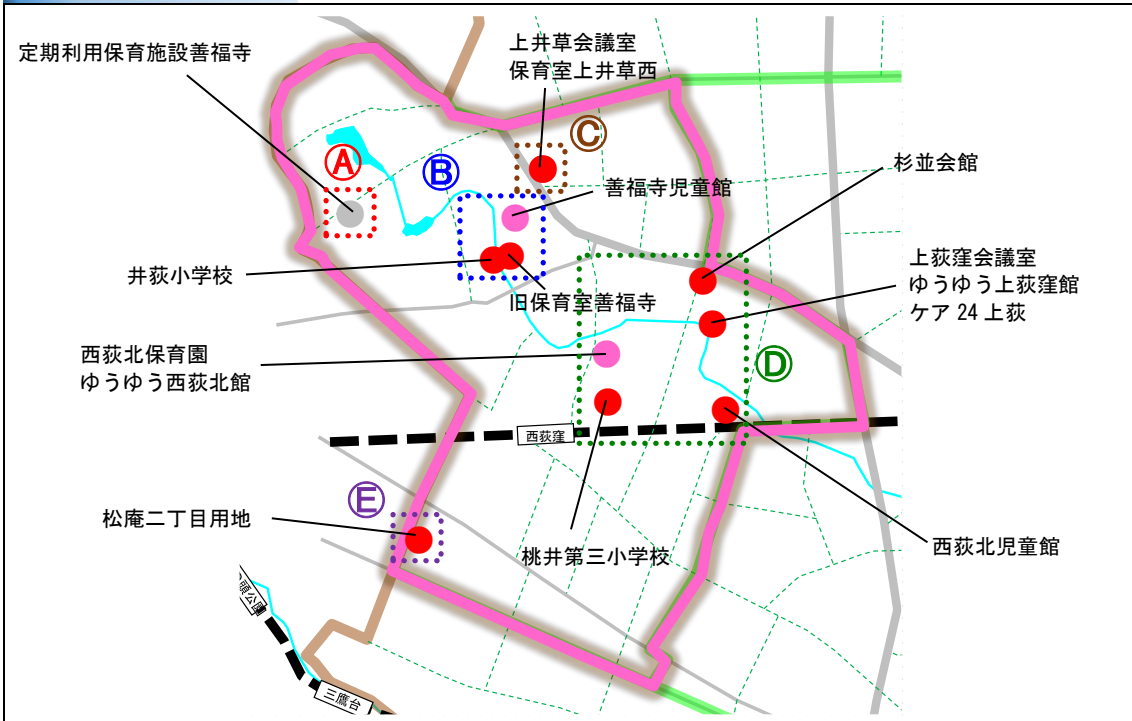 定期利用保育施設善福寺
上井草会議室
保育室上井草西
Ⓒ
Ⓐ
Ⓑ
杉並会館
善福寺児童館
井荻小学校
旧保育室善福寺
上荻窪会議室
ゆうゆう上荻窪館
ケア 24 上荻
西荻北保育園
ゆうゆう西荻北館
Ⓓ
西荻窪
Ⓔ
松庵二丁目用地
桃井第三小学校
西荻北児童館
頭公園
三鷹台